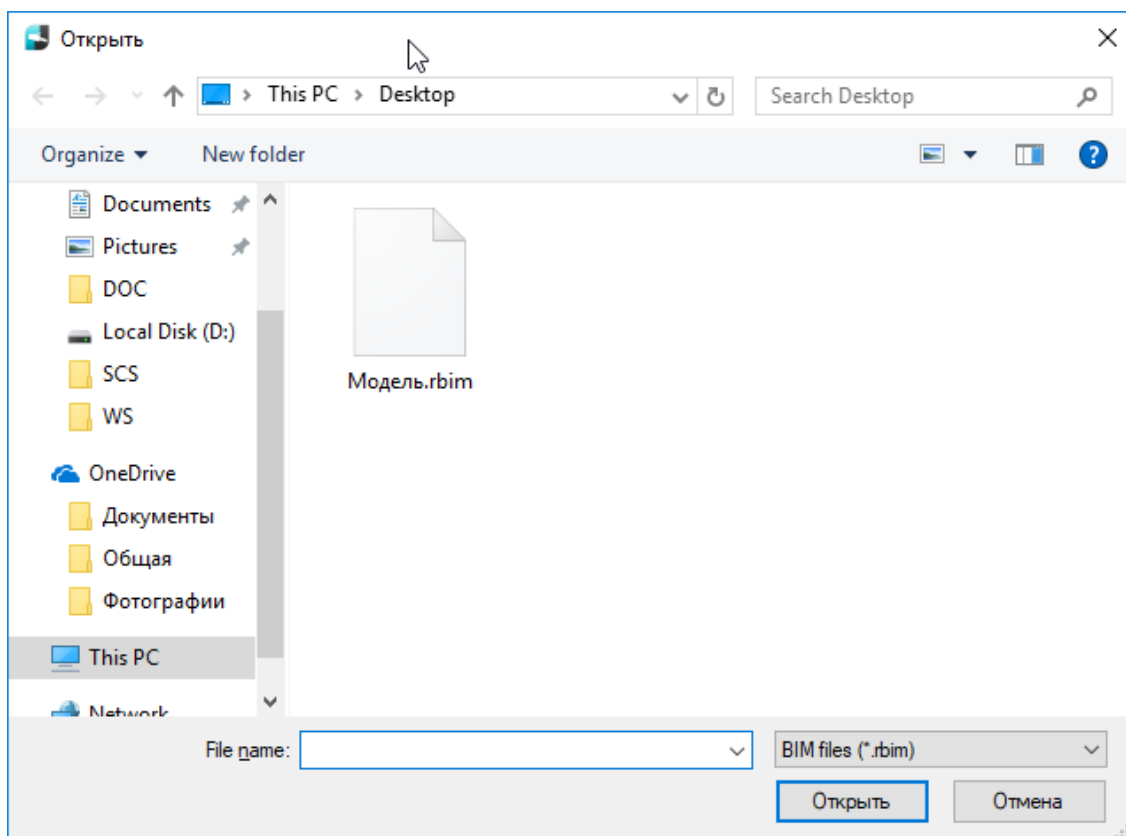 Открыть
This PC > Desktop
Search Desktop
Organize
New folder
?
Documents
Pictures
DOC
Local Disk (D:)
SCS
WS
OneDrive
Документы
Общая
Фотографии
This PC
Network
Модель.rbim
File name:
BIM files (*.rbim)
Открыть
Отмена